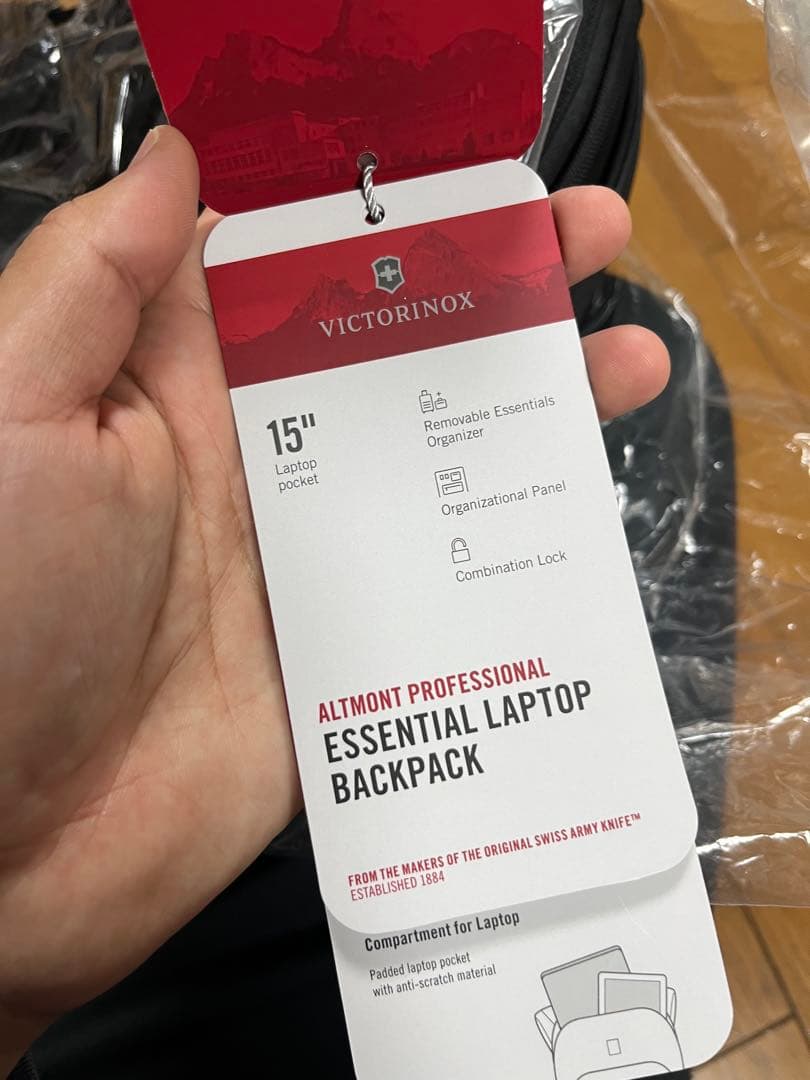 VICTORINOX
15"
Laptop
pocket
Removable Essentials
Organizer
Organizational Panel
Combination Lock
ALTMONT PROFESSIONAL
ESSENTIAL LAPTOP
BACKPACK
FROM THE MAKERS OF THE ORIGINAL SWISS ARMY KNIFE™
ESTABLISHED 1884
Compartment for Laptop
Padded laptop pocket
with anti-scratch material